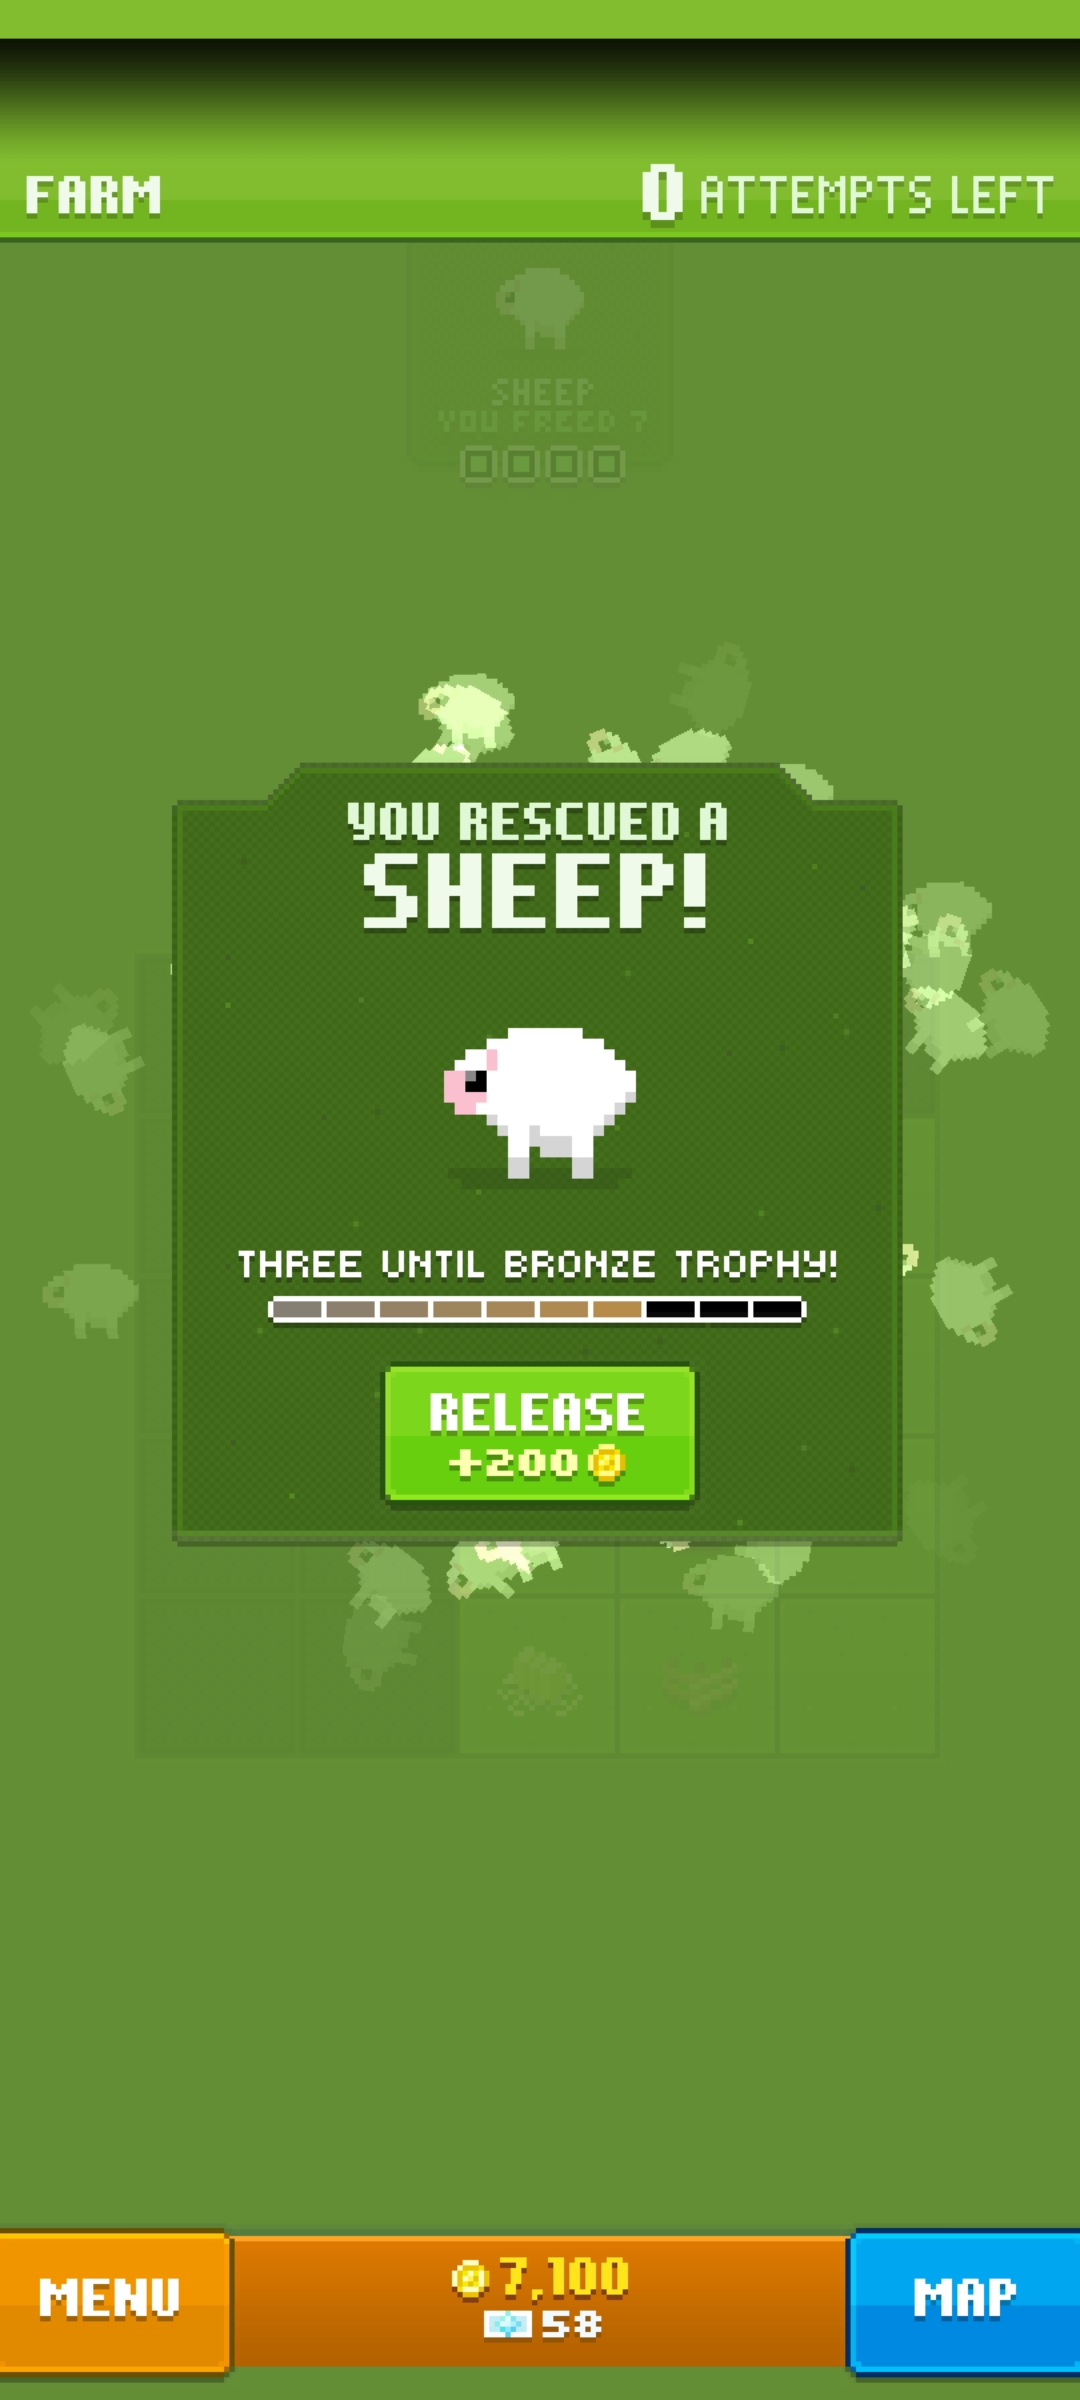 FARM
0 ATTEMPTS LEFT
SHEEP
YOU FREED 7
YOU RESCUED A
SHEEP!
THREE UNTIL BRONZE TROPHY!
RELEASE
+200
7,100
58
MENU
MAP